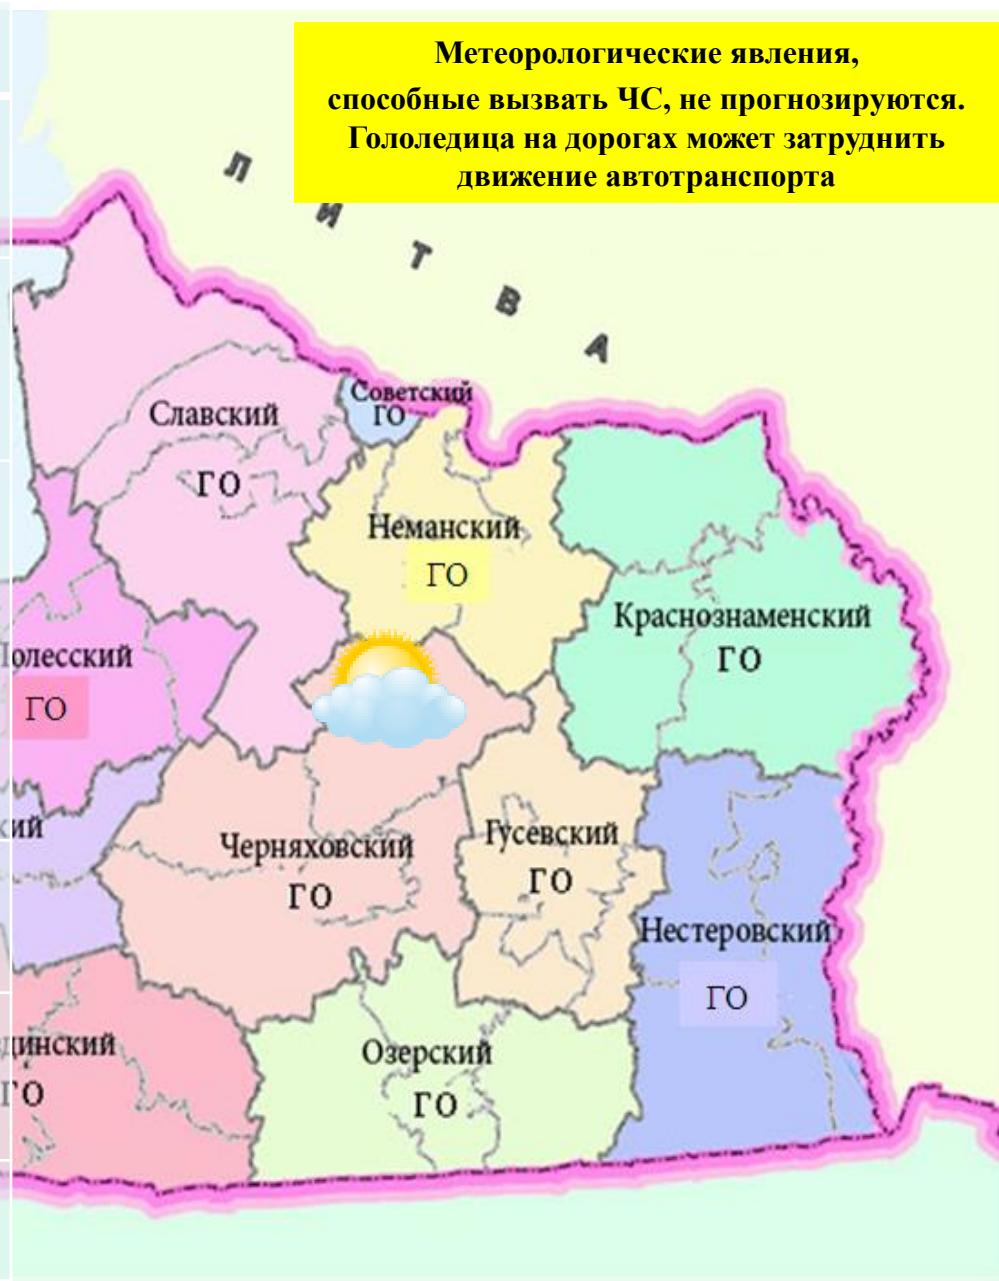 Метеорологические явления,
способные вызвать ЧС, не прогнозируются.
Гололедица на дорогах может затруднить
движение автотранспорта
ЛИТВА
Советский
ГО
Славский
ГО
Неманский
ГО
Краснознаменский
ГО
олесский
ГО
кий
Черняховский
ГО
Гусевский
ГО
Нестеровский
ГО
динский
ГО
Озерский
ГО